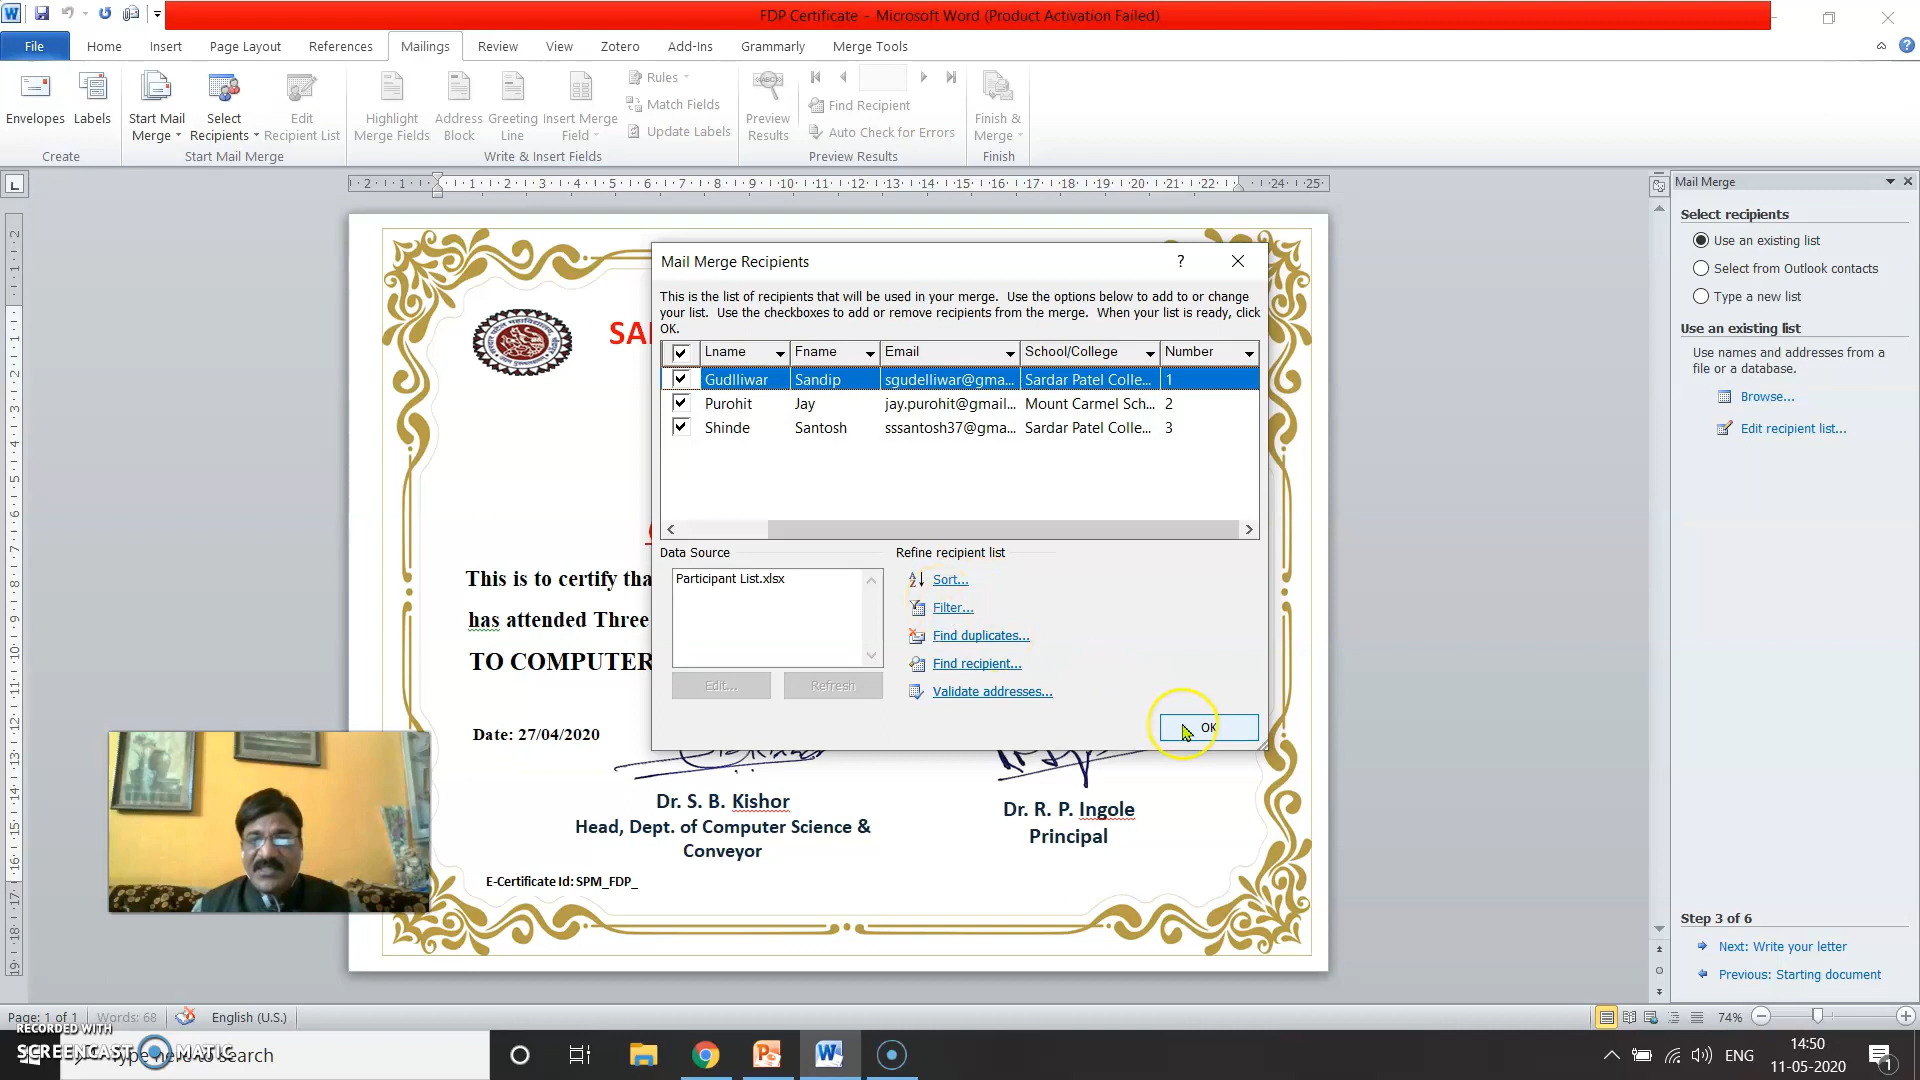 FDP Certificate - Microsoft Word (Product Activation Failed)
File Home Insert Page Layout References Mailings Review View Zotero Add-Ins Grammarly Merge Tools
Envelopes Labels
Create
Start Mail Merge
Select Recipients
Edit Recipient List
Start Mail Merge
Highlight Merge Fields
Address Block
Greeting Line
Insert Merge Field
Rules
Match Fields
Update Labels
Write & Insert Fields
Preview Results
Find Recipient
Auto Check for Errors
Preview Results
Finish & Merge
Finish
Mail Merge
Select recipients
Use an existing list
Select from Outlook contacts
Type a new list
Use an existing list
Use names and addresses from a
file or a database.
Browse...
Edit recipient list...
Step 3 of 6
Next: Write your letter
Previous: Starting document
Mail Merge Recipients
This is the list of recipients that will be used in your merge. Use the options below to add to or change
your list. Use the checkboxes to add or remove recipients from the merge. When your list is ready, click
OK.
Lname Fname Email School/College Number
Gudlliwar Sandip sgudelliwar@gma... Sardar Patel Colle... 1
Purohit Jay jay.purohit@gmail... Mount Carmel Sch... 2
Shinde Santosh sssantosh37@gma... Sardar Patel Colle... 3
Data Source
Participant List.xlsx
Edit... Refresh
Refine recipient list
Sort...
Filter...
Find duplicates...
Find recipient...
Validate addresses...
OK
SA
This is to certify tha
has attended Three
TO COMPUTER
Date: 27/04/2020
Dr. S. B. Kishor
Head, Dept. of Computer Science &
Conveyor
Dr. R. P. Ingole
Principal
E-Certificate Id: SPM_FDP_
Page: 1 of 1 Words: 68 English (U.S.) 74%
RECORDED WITH
SCREENCAST MATIC
Type here to search
ENG
14:50
11-05-2020
1